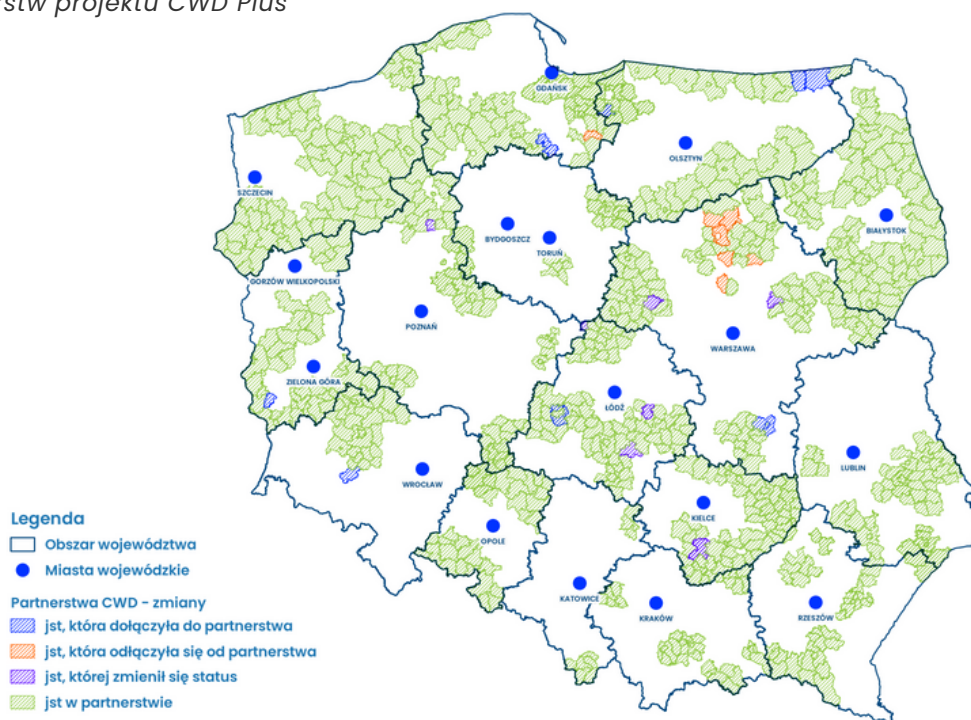 rstw projektu CWD Plus
GDAŃSK
OLSZTYN
SZCZECIN
BIAŁYSTOK
BYDGOSZCZ
TORUŃ
GORZÓW WIELKOPOLSKI
POZNAŃ
WARSZAWA
ZIELONA GÓRA
ŁÓDŹ
LUBLIN
WROCŁAW
KIELCE
OPOLE
KATOWICE
KRAKÓW
RZESZÓW
Legenda
Obszar województwa
Miasta wojewódzkie
Partnerstwa CWD - zmiany
jst, która dołączyła do partnerstwa
jst, która odłączyła się od partnerstwa
jst, której zmienił się status
jst w partnerstwie